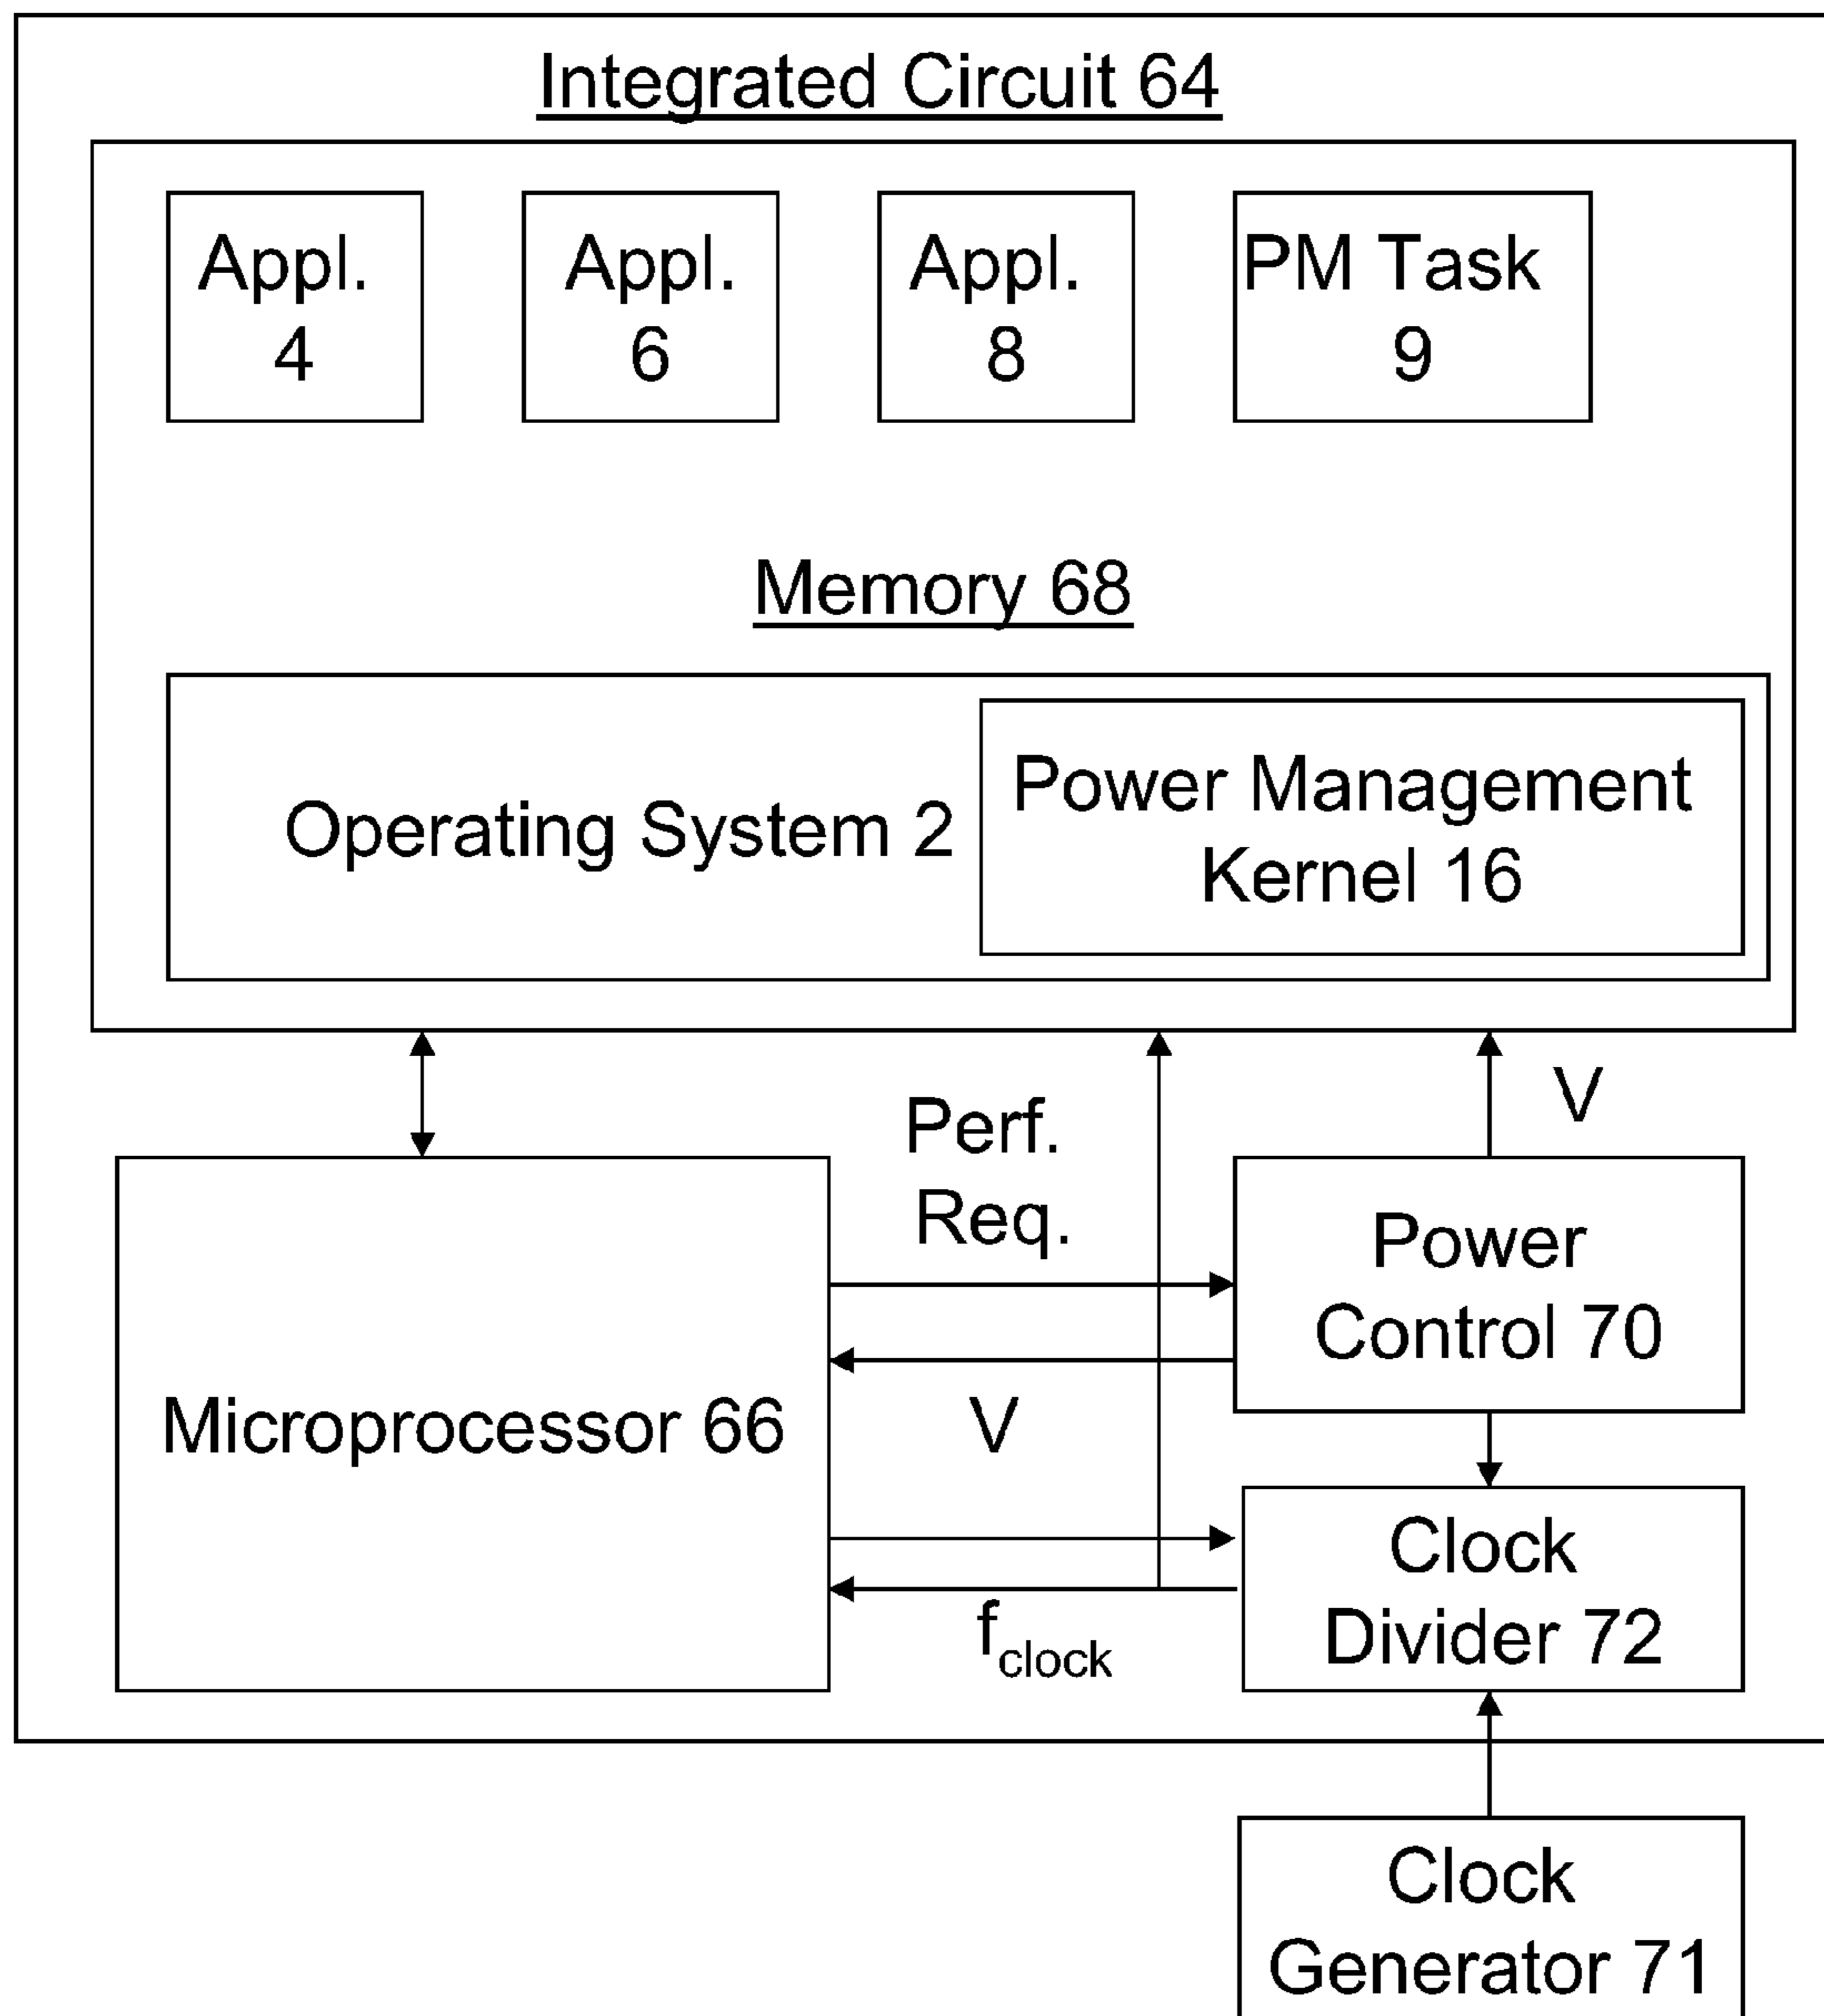 Integrated Circuit 64
Appl.
4
Appl.
6
Appl.
8
PM Task
9
Memory 68
Operating System 2
Power Management
Kernel 16
V
Perf.
Req.
Power
Control 70
Microprocessor 66
V
Clock
Divider 72
fclock
Clock
Generator 71